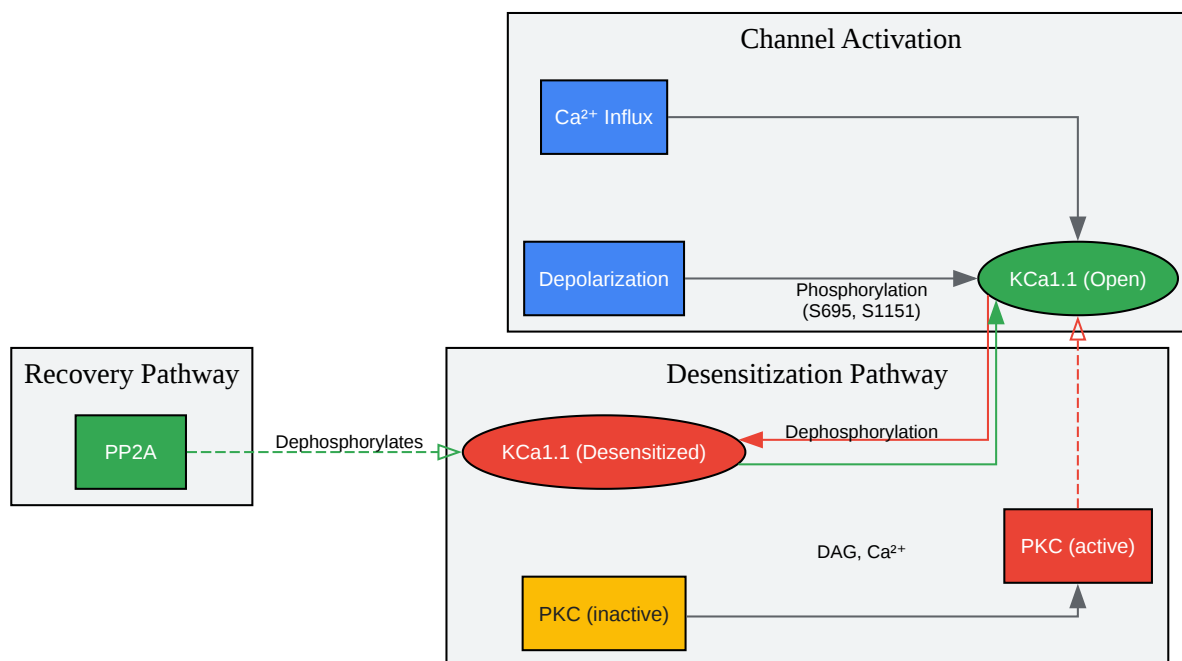 Channel Activation
Ca²⁺ Influx
Depolarization
KCa1.1 (Open)
Phosphorylation
(S695, S1151)
Recovery Pathway
PP2A
Dephosphorylates
Desensitization Pathway
KCa1.1 (Desensitized)
Dephosphorylation
DAG, Ca²⁺
PKC (active)
PKC (inactive)